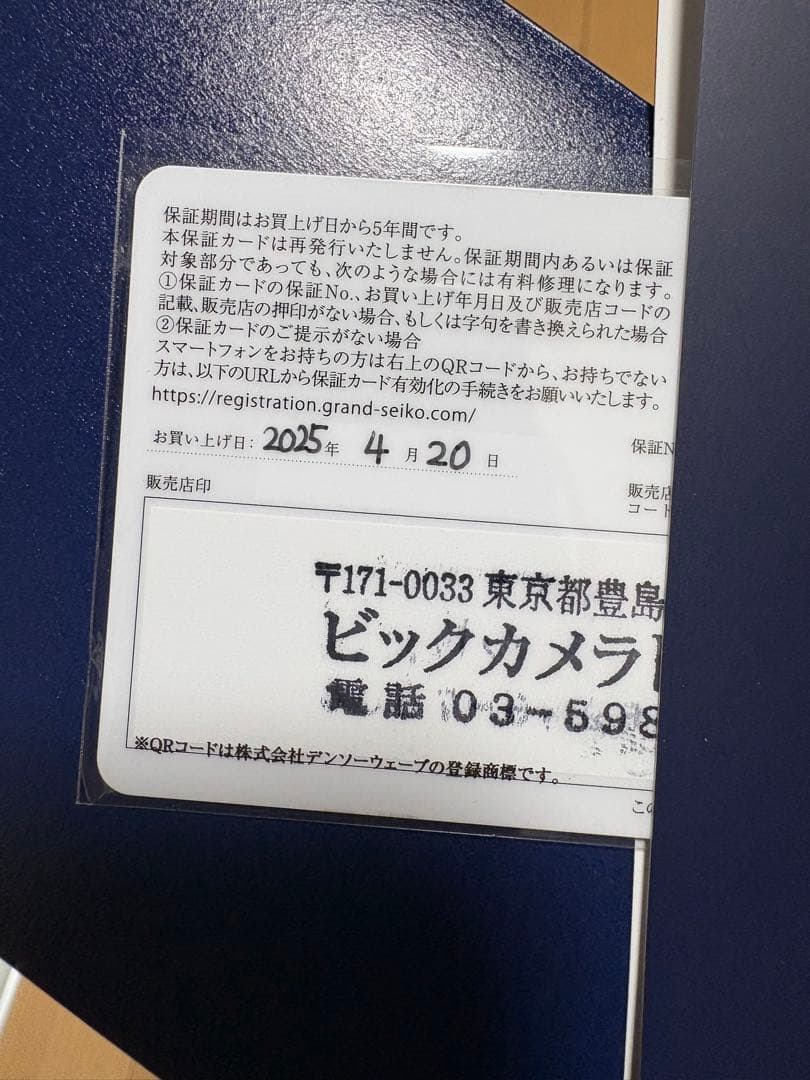 保証期間はお買上げ日から5年間です。
本保証カードは再発行いたしません。保証期間内あるいは保証
対象部分であっても、次のような場合には有料修理になります。
①保証カードの保証No.、お買い上げ年月日及び販売店コードの
記載、販売店の押印がない場合、もしくは字句を書き換えられた場合
②保証カードのご提示がない場合
スマートフォンをお持ちの方は右上のQRコードから、お持ちでない
方は、以下のURLから保証カード有効化の手続きをお願いいたします。
https://registration.grand-seiko.com/
お買い上げ日: 2025年 4月20日
保証N
販売店印
販売店
コード
〒171-0033 東京都豊島
ビックカメラ
電話 03-598
※QRコードは株式会社デンソーウェーブの登録商標です。
この